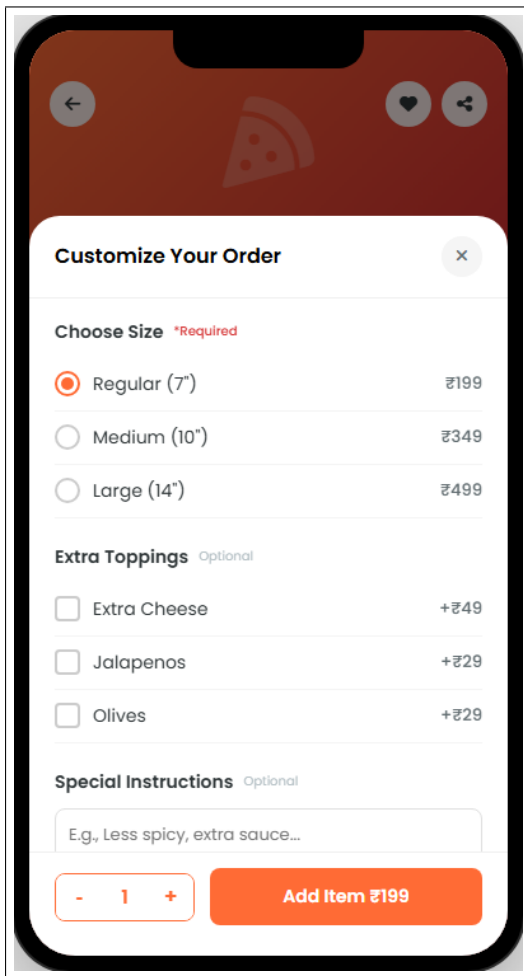 Customize Your Order
Choose Size *Required
Regular (7")
₹199
Medium (10")
₹349
Large (14")
₹499
Extra Toppings Optional
Extra Cheese
+₹49
Jalapenos
+₹29
Olives
+₹29
Special Instructions Optional
E.g., Less spicy, extra sauce...
- 1 +
Add Item ₹199